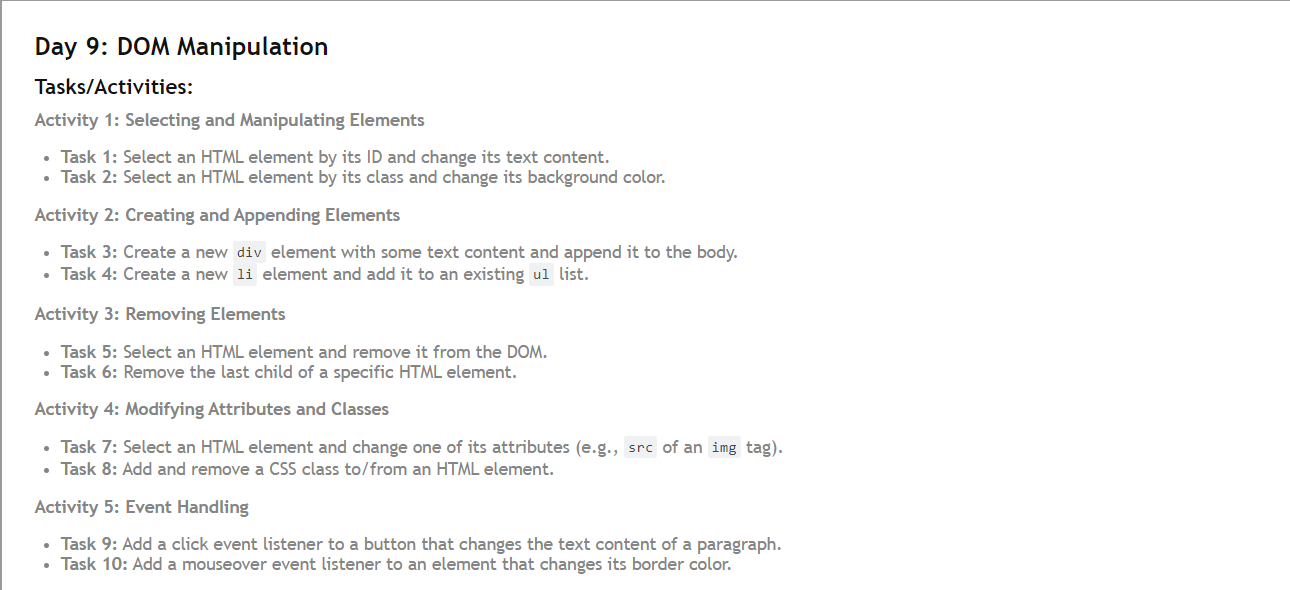 Day 9: DOM Manipulation
Tasks/Activities:
Activity 1: Selecting and Manipulating Elements
Task 1: Select an HTML element by its ID and change its text content.
Task 2: Select an HTML element by its class and change its background color.
Activity 2: Creating and Appending Elements
Task 3: Create a new div element with some text content and append it to the body.
Task 4: Create a new li element and add it to an existing ul list.
Activity 3: Removing Elements
Task 5: Select an HTML element and remove it from the DOM.
Task 6: Remove the last child of a specific HTML element.
Activity 4: Modifying Attributes and Classes
Task 7: Select an HTML element and change one of its attributes (e.g., src of an img tag).
Task 8: Add and remove a CSS class to/from an HTML element.
Activity 5: Event Handling
Task 9: Add a click event listener to a button that changes the text content of a paragraph.
Task 10: Add a mouseover event listener to an element that changes its border color.